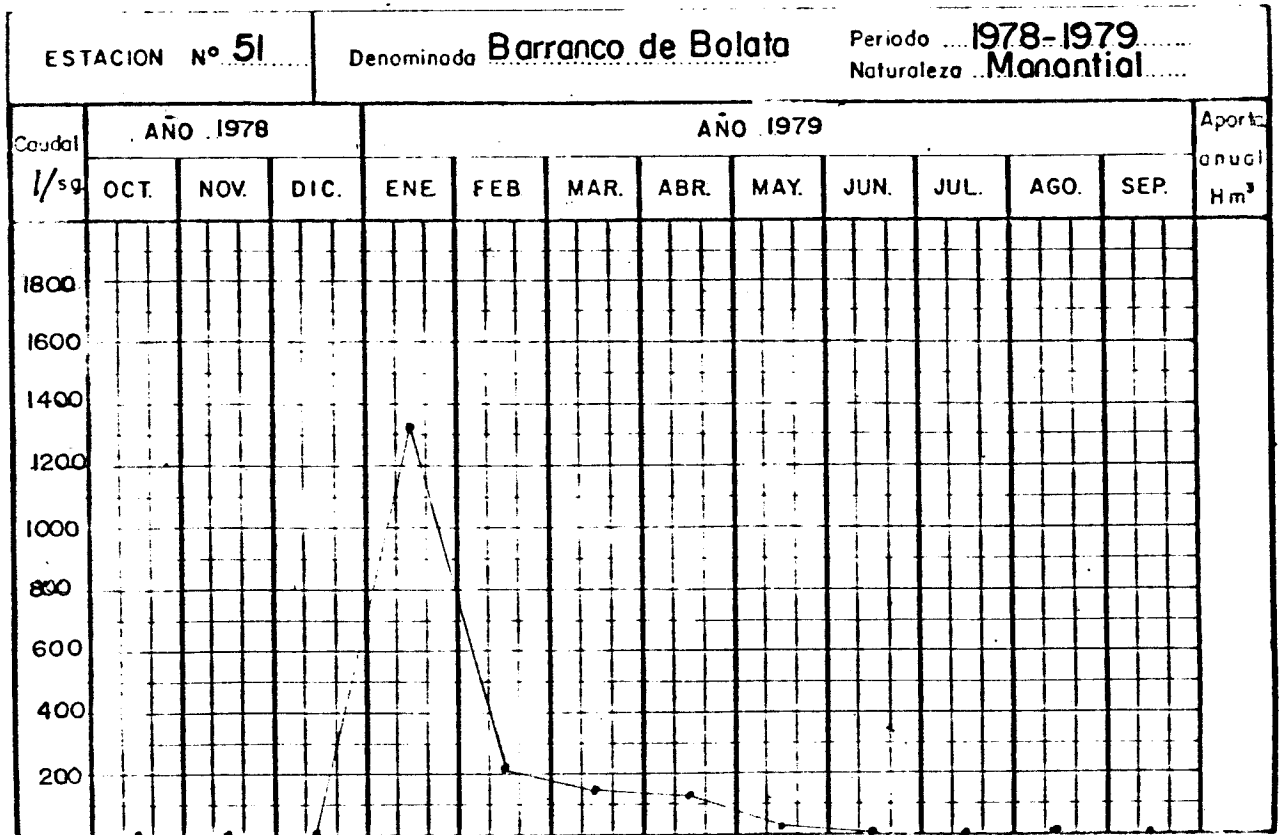 ESTACION Nº 51
Denominada Barranco de Bolata
Periodo 1978-1979
Naturaleza Manantial
Caudal l/sg
AÑO 1978
AÑO 1979
Aporta anual Hm³
OCT. NOV. DIC. ENE FEB MAR. ABR. MAY. JUN. JUL. AGO. SEP.
1800
1600
1400
1200
1000
800
600
400
200